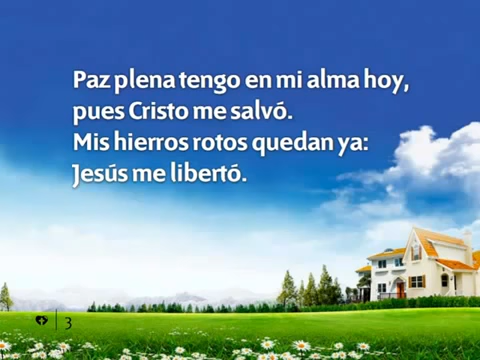 Paz plena tengo en mi alma hoy,
pues Cristo me salvó.
Mis hierros rotos quedan ya:
Jesús me libertó.
3